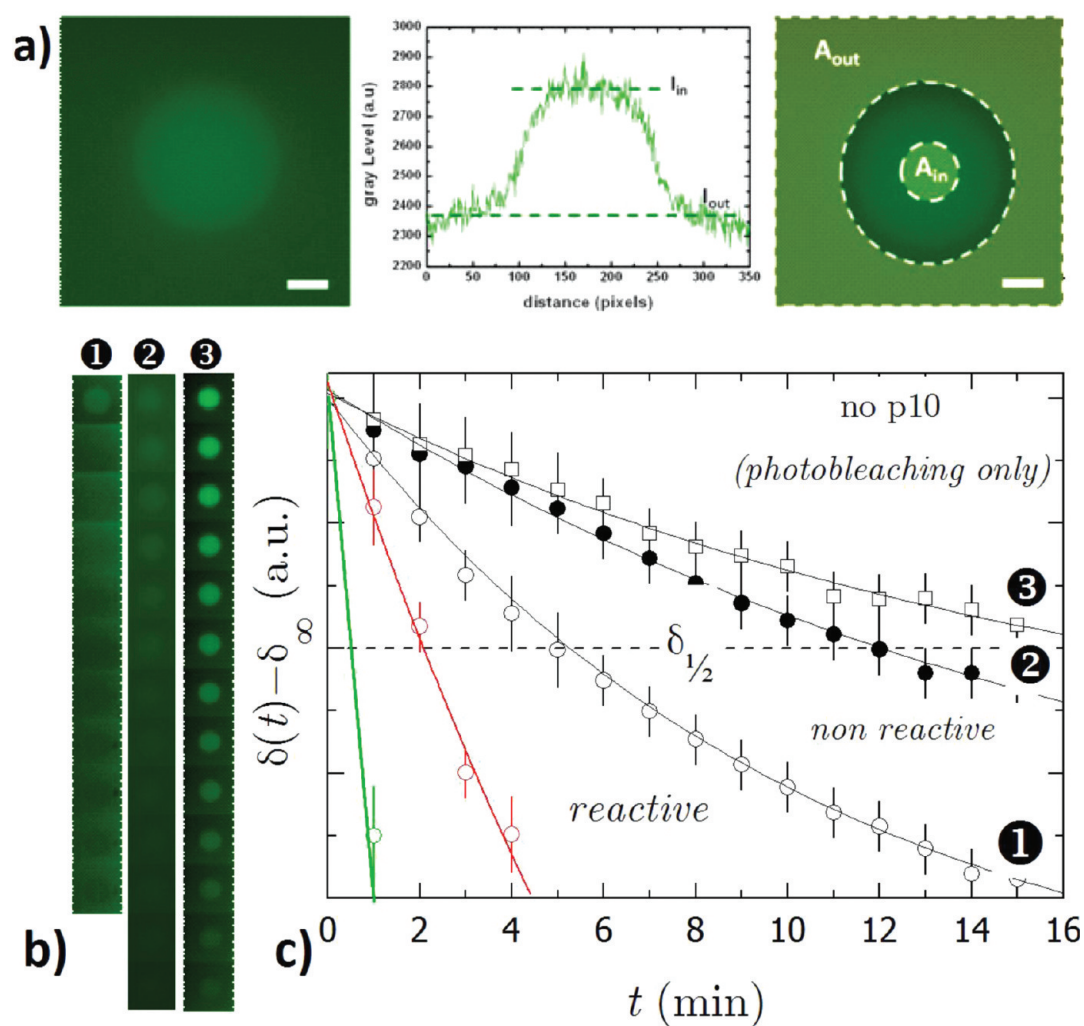 a)
3000
2900
2800
2700
2600
2500
2400
2300
2200
gray Level (a.u)
I_in
I_out
0 50 100 150 200 250 300 350
distance (pixels)
A_out
A_in
❶ ❷ ❸
b)
c)
δ(t)−δ_∞ (a.u.)
no p10
(photobleaching only)
❸
δ_½
❷
non reactive
reactive
❶
0 2 4 6 8 10 12 14 16
t (min)